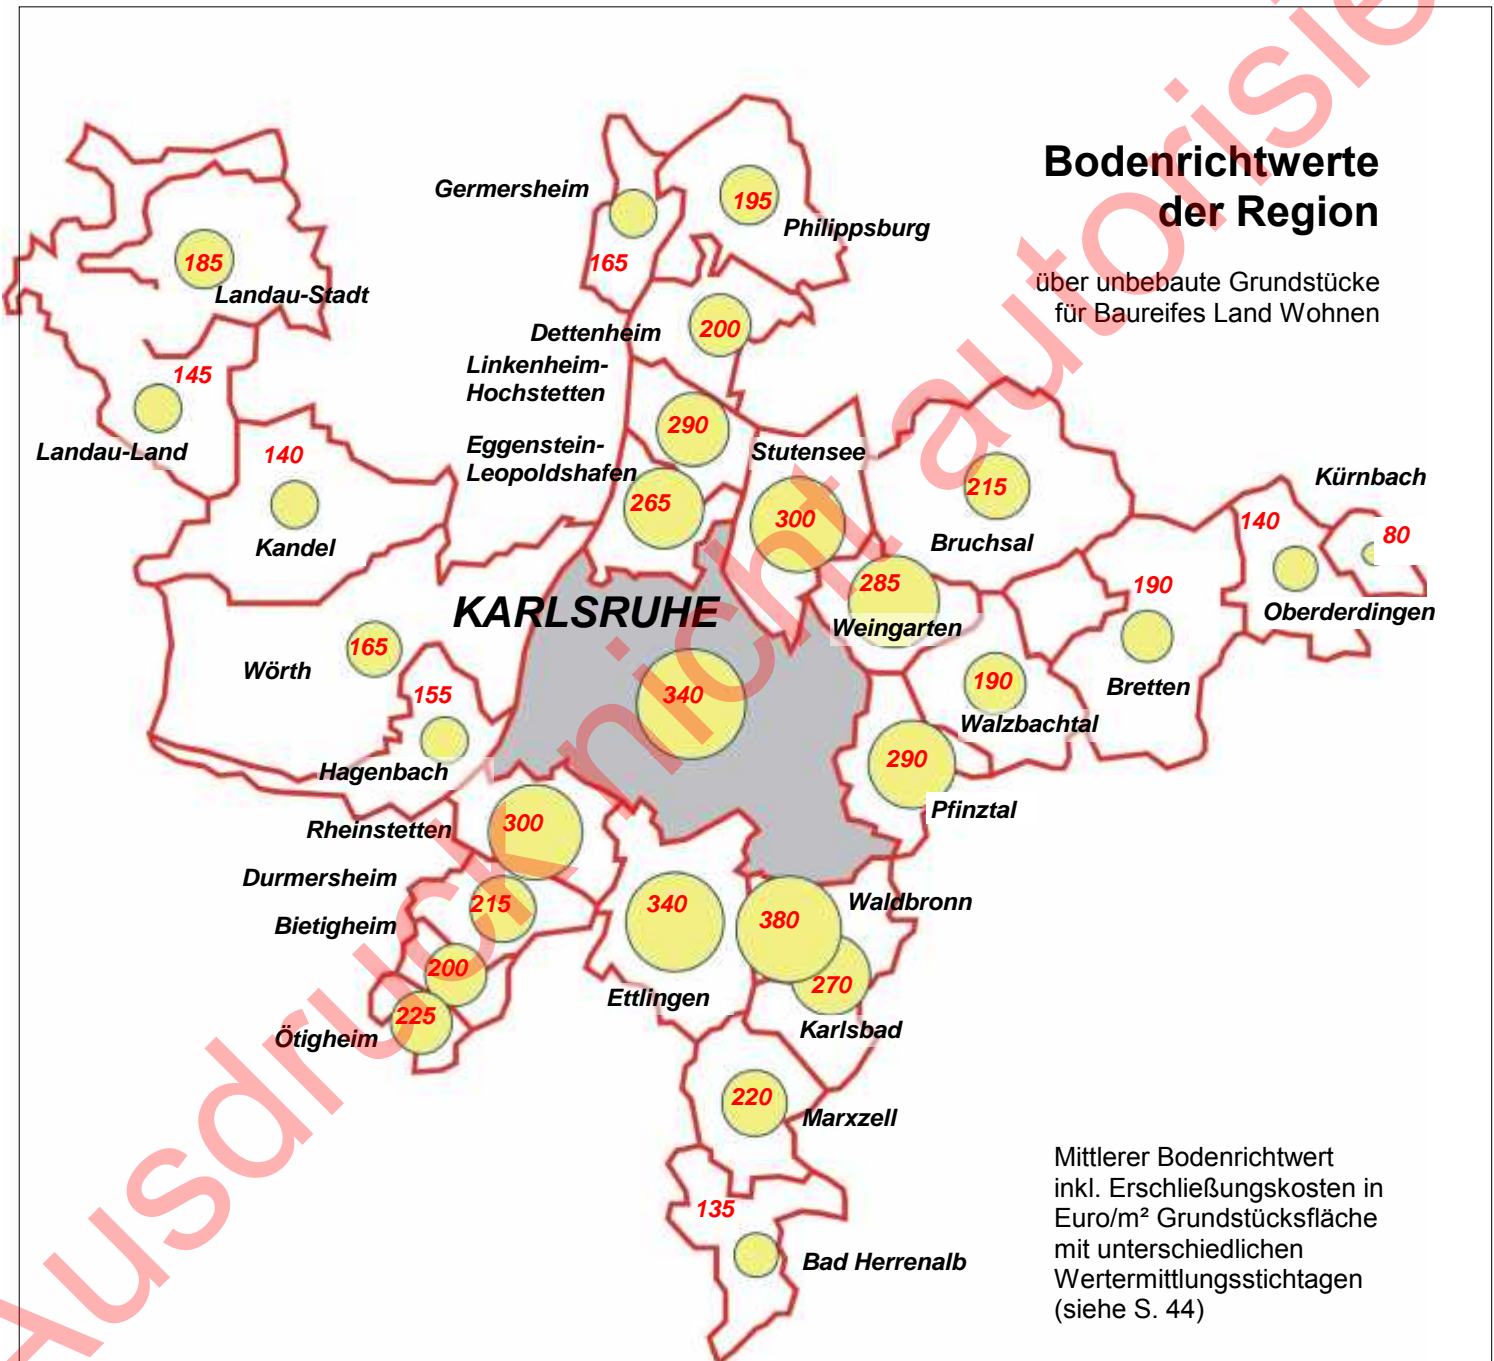 Bodenrichtwerte
der Region
über unbebaute Grundstücke
für Baureifes Land Wohnen
Germersheim
165
195
Philippsburg
185
Landau-Stadt
Dettenheim
200
Linkenheim-
Hochstetten
290
145
Landau-Land
140
Kandel
Eggenstein-
Leopoldshafen
265
Stutensee
300
215
Bruchsal
Kürnbach
80
140
Oberderdingen
KARLSRUHE
340
285
Weingarten
190
Bretten
165
Wörth
155
Hagenbach
190
Walzbachtal
290
Pfinztal
Rheinstetten
300
Durmersheim
215
Bietigheim
200
225
Ötigheim
340
Ettlingen
380
Waldbronn
270
Karlsbad
220
Marxzell
135
Bad Herrenalb
Mittlerer Bodenrichtwert
inkl. Erschließungskosten in
Euro/m² Grundstücksfläche
mit unterschiedlichen
Wertermittlungsstichtagen
(siehe S. 44)
Ausdruck nicht autorisie